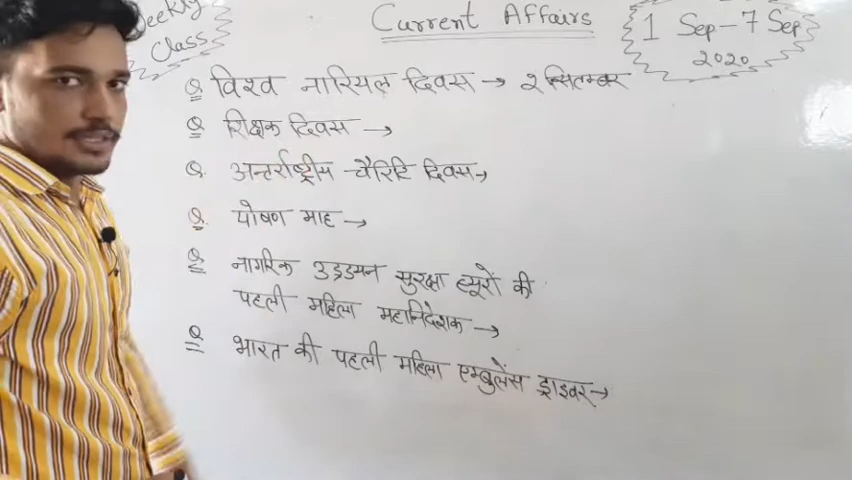 Weekly Class
Current Affairs
1 Sep - 7 Sep
2020
Q विश्व नारियल दिवस → 2 सितम्बर
Q शिक्षक दिवस →
Q. अन्तर्राष्ट्रीय चैरिटि दिवस→
Q. पोषण माह →
Q नागरिक उड्डयन सुरक्षा ब्यूरो की
पहली महिला महानिदेशक →
Q भारत की पहली महिला एम्बुलेंस ड्राइवर→